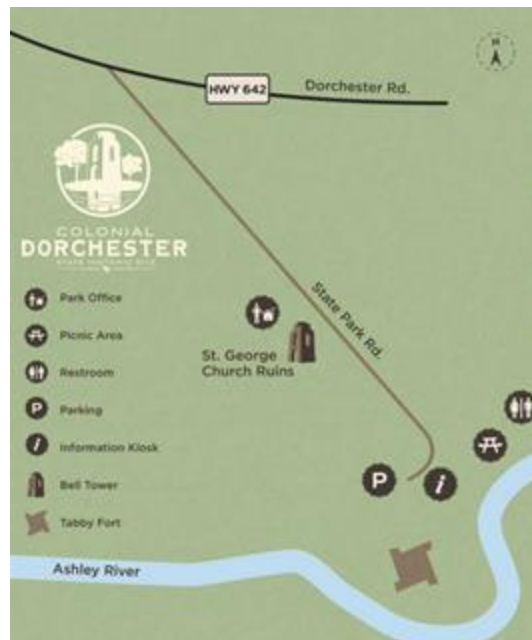 N
HWY 642
Dorchester Rd.
COLONIAL
DORCHESTER
STATE HISTORIC SITE
Park Office
Picnic Area
Restroom
P
Parking
i
Information Kiosk
Bell Tower
Tabby Fort
State Park Rd.
St. George
Church Ruins
P
i
Ashley River